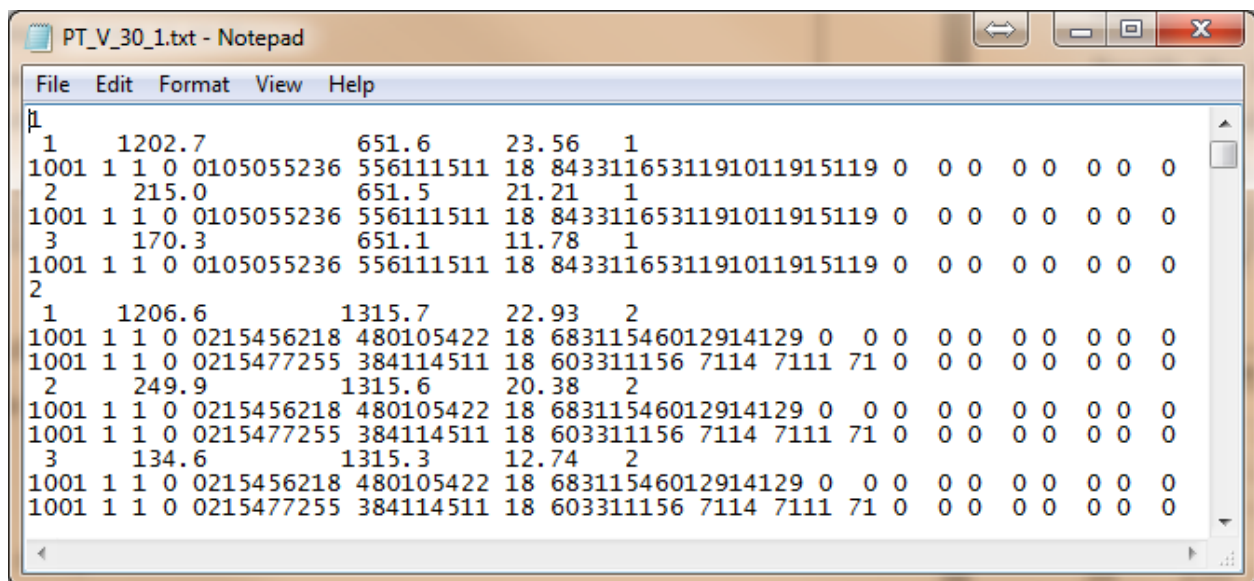 PT_V_30_1.txt - Notepad
File Edit Format View Help
1
1 1202.7 651.6 23.56 1
1001 1 1 0 0105055236 556111511 18 84331165311910119​15119 0 0 0 0 0 0 0 0
2 215.0 651.5 21.21 1
1001 1 1 0 0105055236 556111511 18 8433116531191011915119 0 0 0 0 0 0 0 0
3 170.3 651.1 11.78 1
1001 1 1 0 0105055236 556111511 18 8433116531191011915119 0 0 0 0 0 0 0 0
2
1 1206.6 1315.7 22.93 2
1001 1 1 0 0215456218 480105422 18 68311546012914129 0 0 0 0 0 0 0 0 0
1001 1 1 0 0215477255 384114511 18 603311156 7114 7111 71 0 0 0 0 0 0 0 0
2 249.9 1315.6 20.38 2
1001 1 1 0 0215456218 480105422 18 68311546012914129 0 0 0 0 0 0 0 0 0
1001 1 1 0 0215477255 384114511 18 603311156 7114 7111 71 0 0 0 0 0 0 0 0
3 134.6 1315.3 12.74 2
1001 1 1 0 0215456218 480105422 18 68311546012914129 0 0 0 0 0 0 0 0 0
1001 1 1 0 0215477255 384114511 18 603311156 7114 7111 71 0 0 0 0 0 0 0 0